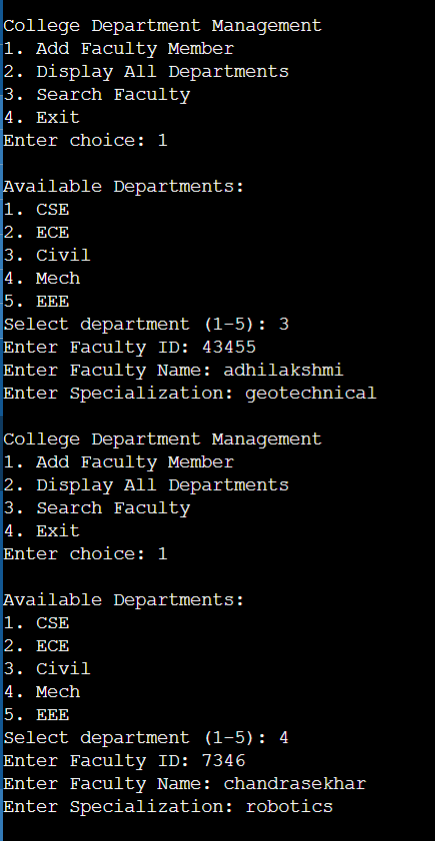 College Department Management
1. Add Faculty Member
2. Display All Departments
3. Search Faculty
4. Exit
Enter choice: 1
Available Departments:
1. CSE
2. ECE
3. Civil
4. Mech
5. EEE
Select department (1-5): 3
Enter Faculty ID: 43455
Enter Faculty Name: adhilakshmi
Enter Specialization: geotechnical
College Department Management
1. Add Faculty Member
2. Display All Departments
3. Search Faculty
4. Exit
Enter choice: 1
Available Departments:
1. CSE
2. ECE
3. Civil
4. Mech
5. EEE
Select department (1-5): 4
Enter Faculty ID: 7346
Enter Faculty Name: chandrasekhar
Enter Specialization: robotics